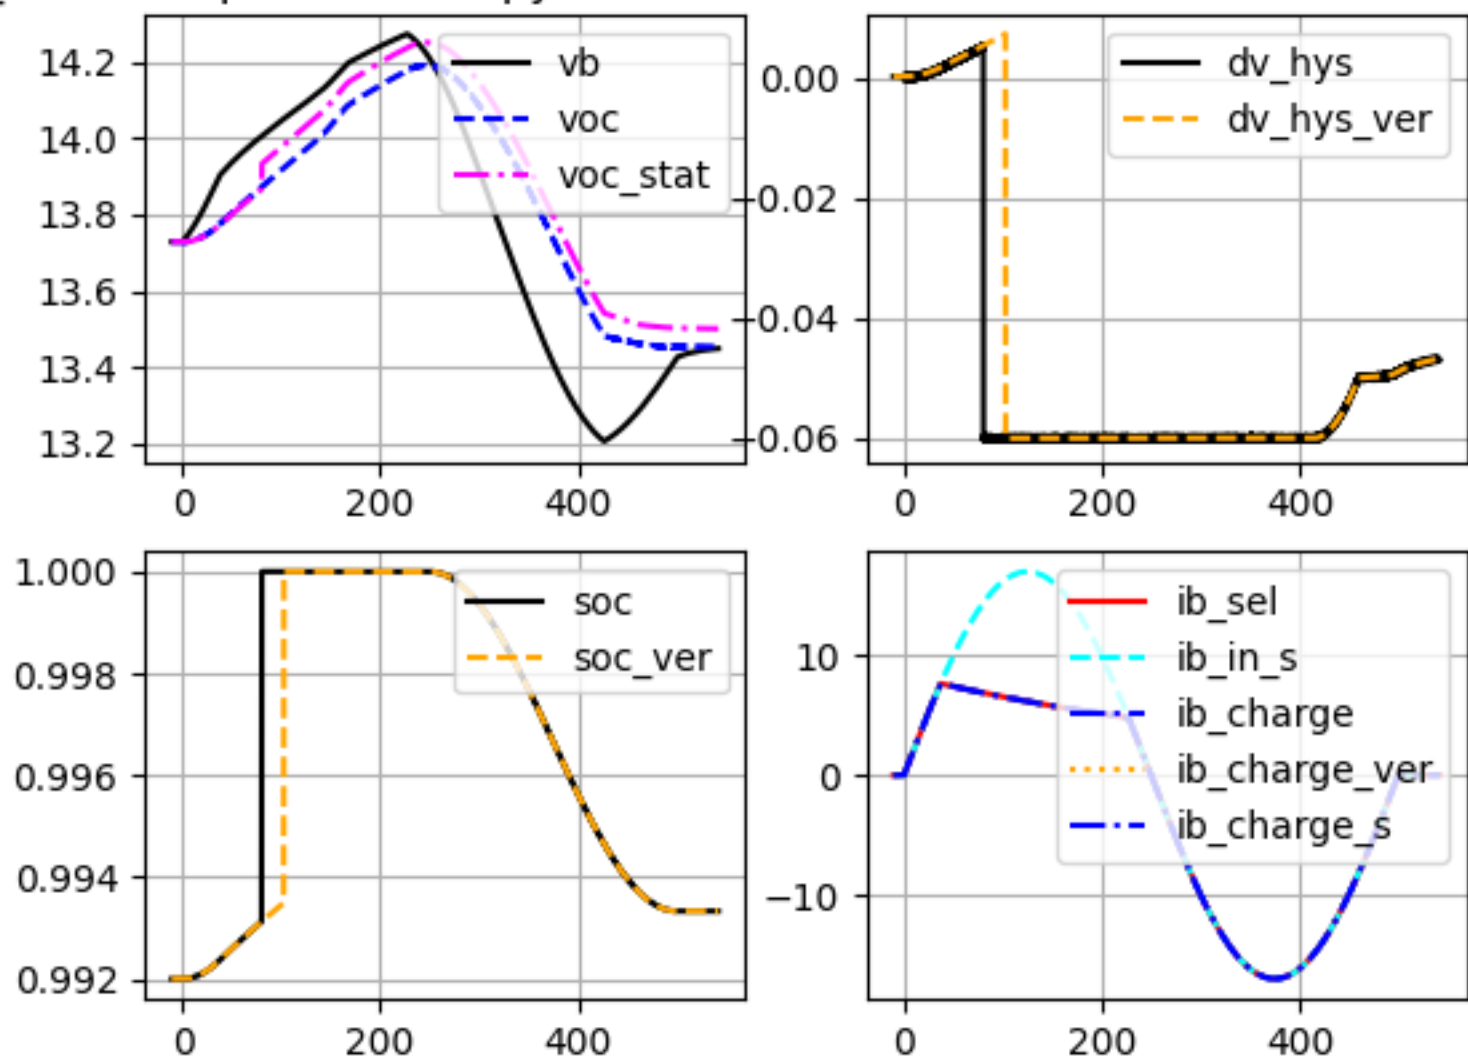 14.2
14.0
13.8
13.6
13.4
13.2
vb
voc
voc_stat
0
200
400
0.00
−0.02
−0.04
−0.06
dv_hys
dv_hys_ver
0
200
400
1.000
0.998
0.996
0.994
0.992
soc
soc_ver
0
200
400
10
0
−10
ib_sel
ib_in_s
ib_charge
ib_charge_ver
ib_charge_s
0
200
400